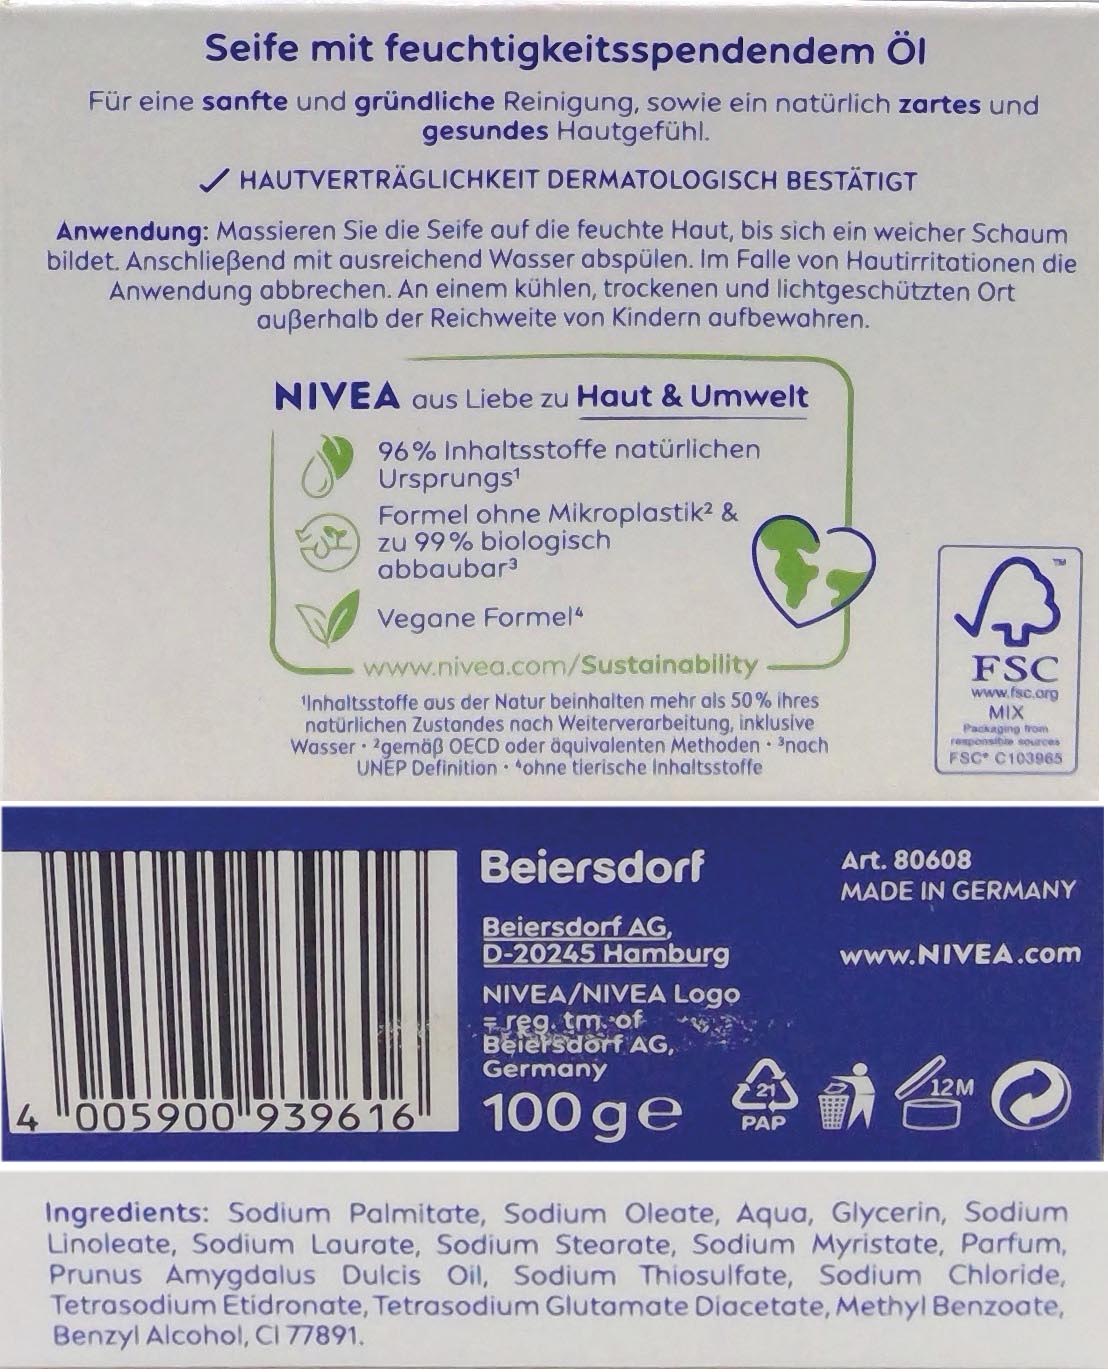 Seife mit feuchtigkeitsspendendem Öl
Für eine sanfte und gründliche Reinigung, sowie ein natürlich zartes und
gesundes Hautgefühl.
✓ HAUTVERTRÄGLICHKEIT DERMATOLOGISCH BESTÄTIGT
Anwendung: Massieren Sie die Seife auf die feuchte Haut, bis sich ein weicher Schaum
bildet. Anschließend mit ausreichend Wasser abspülen. Im Falle von Hautirritationen die
Anwendung abbrechen. An einem kühlen, trockenen und lichtgeschützten Ort
außerhalb der Reichweite von Kindern aufbewahren.
NIVEA aus Liebe zu Haut & Umwelt
96% Inhaltsstoffe natürlichen
Ursprungs¹
Formel ohne Mikroplastik² &
zu 99% biologisch
abbaubar³
Vegane Formel⁴
www.nivea.com/Sustainability
¹Inhaltsstoffe aus der Natur beinhalten mehr als 50% ihres
natürlichen Zustandes nach Weiterverarbeitung, inklusive
Wasser · ²gemäß OECD oder äquivalenten Methoden · ³nach
UNEP Definition · ⁴ohne tierische Inhaltsstoffe
TM
FSC
www.fsc.org
MIX
Packaging from
responsible sources
FSC® C103965
4 005900 939616
Beiersdorf
Beiersdorf AG,
D-20245 Hamburg
NIVEA/NIVEA Logo
= reg. tm. of
Beiersdorf AG,
Germany
100 g e
Art. 80608
MADE IN GERMANY
www.NIVEA.com
21
PAP
12M
Ingredients: Sodium Palmitate, Sodium Oleate, Aqua, Glycerin, Sodium
Linoleate, Sodium Laurate, Sodium Stearate, Sodium Myristate, Parfum,
Prunus Amygdalus Dulcis Oil, Sodium Thiosulfate, Sodium Chloride,
Tetrasodium Etidronate, Tetrasodium Glutamate Diacetate, Methyl Benzoate,
Benzyl Alcohol, CI 77891.